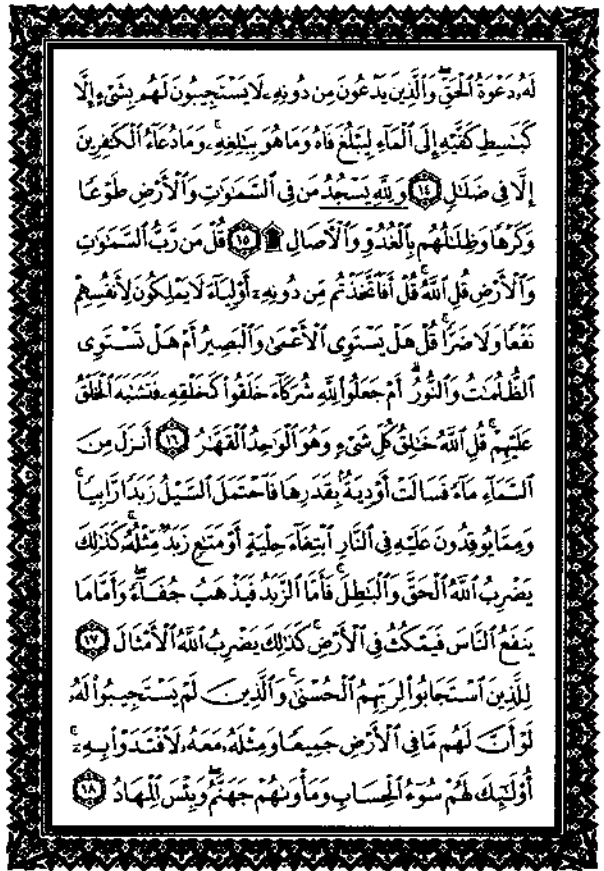 لَهُۥ دَعْوَةُ ٱلْحَقِّ ۖ وَٱلَّذِينَ يَدْعُونَ مِن دُونِهِۦ لَا يَسْتَجِيبُونَ لَهُم بِشَىْءٍ إِلَّا
كَبَـٰسِطِ كَفَّيْهِ إِلَى ٱلْمَآءِ لِيَبْلُغَ فَاهُ وَمَا هُوَ بِبَـٰلِغِهِۦ ۚ وَمَا دُعَآءُ ٱلْكَـٰفِرِينَ
إِلَّا فِى ضَلَـٰلٍ ١٤ وَلِلَّهِ يَسْجُدُ مَن فِى ٱلسَّمَـٰوَٰتِ وَٱلْأَرْضِ طَوْعًا
وَكَرْهًا وَظِلَـٰلُهُم بِٱلْغُدُوِّ وَٱلْـَٔاصَالِ ۩ ١٥ قُلْ مَن رَّبُّ ٱلسَّمَـٰوَٰتِ
وَٱلْأَرْضِ قُلِ ٱللَّهُ ۚ قُلْ أَفَٱتَّخَذْتُم مِّن دُونِهِۦٓ أَوْلِيَآءَ لَا يَمْلِكُونَ لِأَنفُسِهِمْ
نَفْعًا وَلَا ضَرًّا ۚ قُلْ هَلْ يَسْتَوِى ٱلْأَعْمَىٰ وَٱلْبَصِيرُ أَمْ هَلْ تَسْتَوِى
ٱلظُّلُمَـٰتُ وَٱلنُّورُ ۗ أَمْ جَعَلُوا۟ لِلَّهِ شُرَكَآءَ خَلَقُوا۟ كَخَلْقِهِۦ فَتَشَـٰبَهَ ٱلْخَلْقُ
عَلَيْهِمْ ۚ قُلِ ٱللَّهُ خَـٰلِقُ كُلِّ شَىْءٍ وَهُوَ ٱلْوَٰحِدُ ٱلْقَهَّـٰرُ ١٦ أَنزَلَ مِنَ
ٱلسَّمَآءِ مَآءً فَسَالَتْ أَوْدِيَةٌۢ بِقَدَرِهَا فَٱحْتَمَلَ ٱلسَّيْلُ زَبَدًا رَّابِيًا ۚ
وَمِمَّا يُوقِدُونَ عَلَيْهِ فِى ٱلنَّارِ ٱبْتِغَآءَ حِلْيَةٍ أَوْ مَتَـٰعٍ زَبَدٌ مِّثْلُهُۥ ۚ كَذَٰلِكَ
يَضْرِبُ ٱللَّهُ ٱلْحَقَّ وَٱلْبَـٰطِلَ ۚ فَأَمَّا ٱلزَّبَدُ فَيَذْهَبُ جُفَآءً ۖ وَأَمَّا مَا
يَنفَعُ ٱلنَّاسَ فَيَمْكُثُ فِى ٱلْأَرْضِ ۚ كَذَٰلِكَ يَضْرِبُ ٱللَّهُ ٱلْأَمْثَالَ ١٧
لِلَّذِينَ ٱسْتَجَابُوا۟ لِرَبِّهِمُ ٱلْحُسْنَىٰ ۚ وَٱلَّذِينَ لَمْ يَسْتَجِيبُوا۟ لَهُۥ
لَوْ أَنَّ لَهُم مَّا فِى ٱلْأَرْضِ جَمِيعًا وَمِثْلَهُۥ مَعَهُۥ لَٱفْتَدَوْا۟ بِهِۦٓ ۚ
أُو۟لَـٰٓئِكَ لَهُمْ سُوٓءُ ٱلْحِسَابِ وَمَأْوَىٰهُمْ جَهَنَّمُ ۖ وَبِئْسَ ٱلْمِهَادُ ١٨